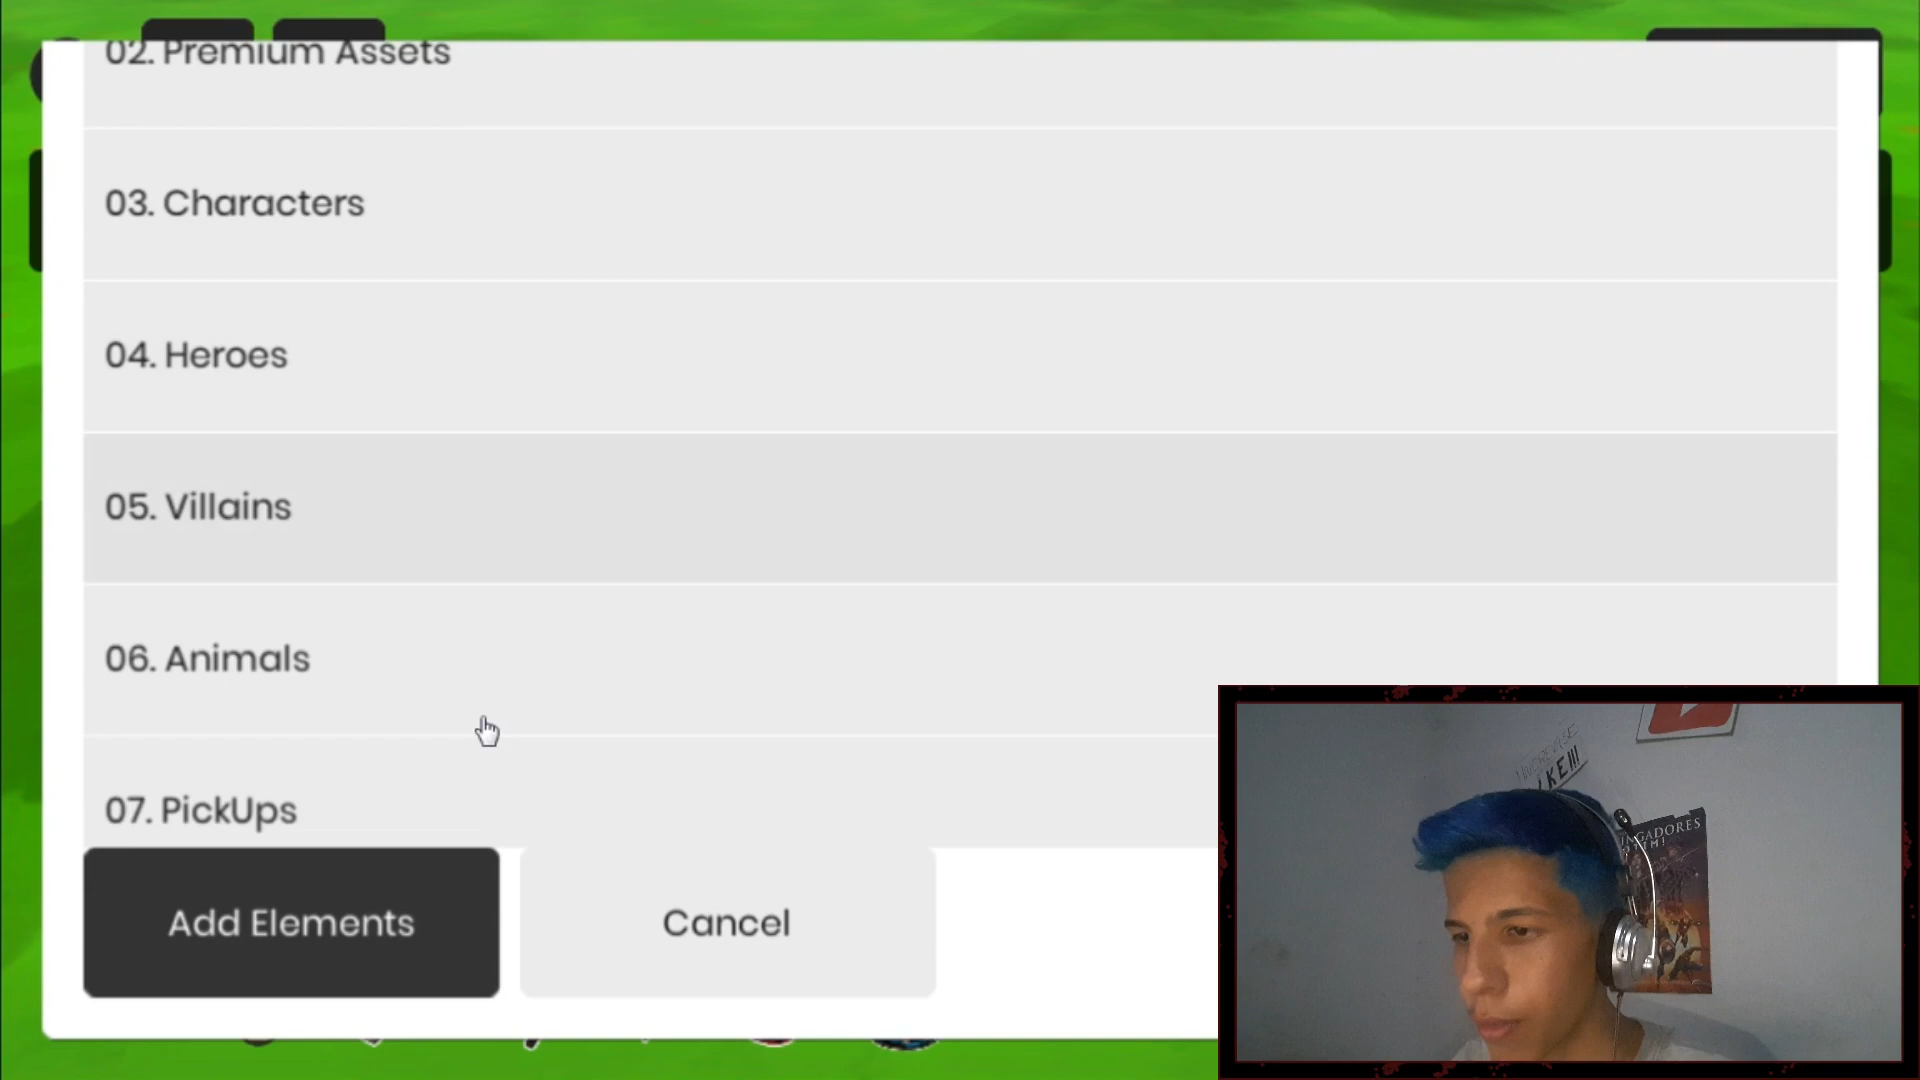 02. Premium Assets
03. Characters
04. Heroes
05. Villains
06. Animals
07. PickUps
Add Elements
Cancel